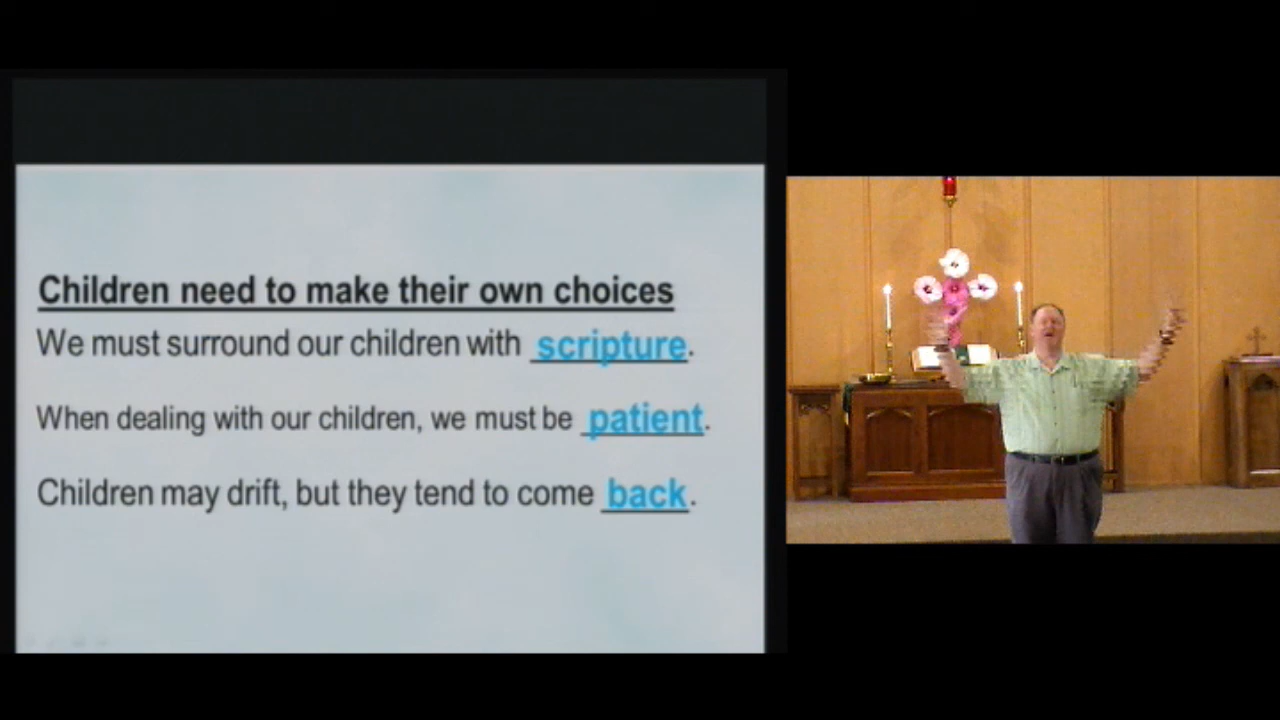 Children need to make their own choices
We must surround our children with scripture.
When dealing with our children, we must be patient.
Children may drift, but they tend to come back.